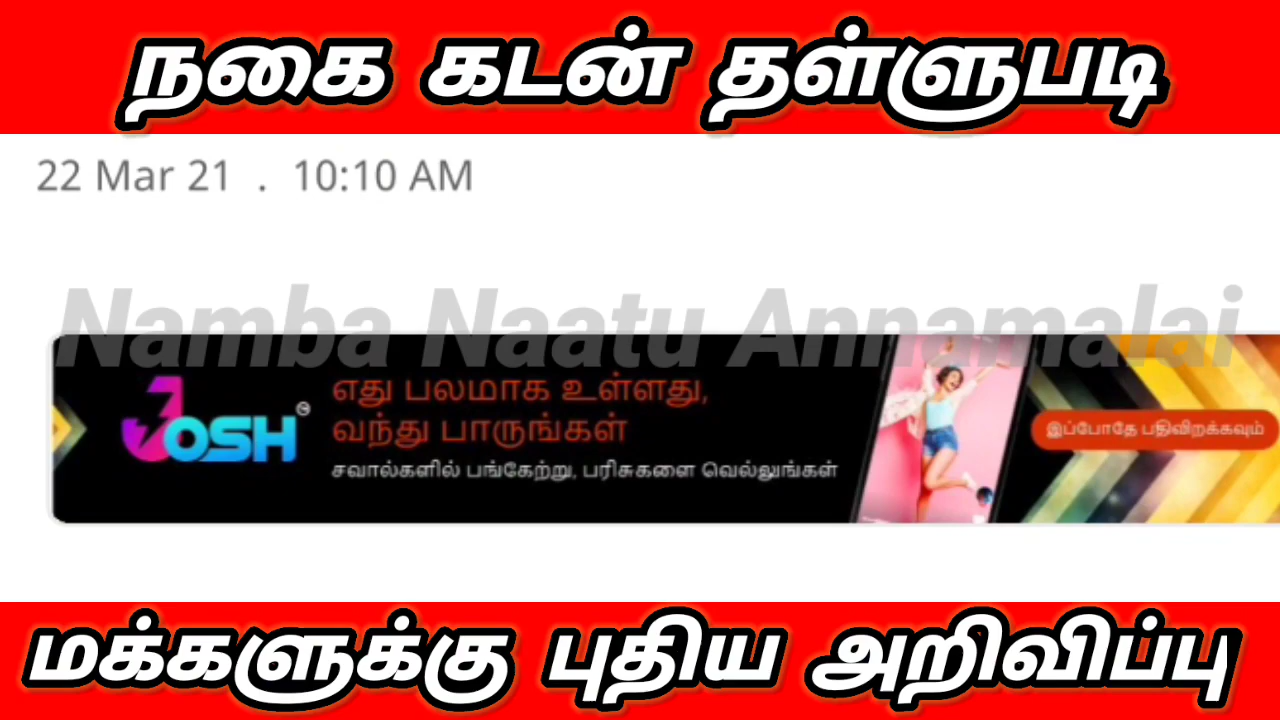 நகை கடன் தள்ளுபடி
22 Mar 21 . 10:10 AM
Namba Naatu Annamalai
JOSH
எது பலமாக உள்ளது,
வந்து பாருங்கள்
சவால்களில் பங்கேற்று, பரிசுகளை வெல்லுங்கள்
இப்போதே பதிவிறக்கவும்
மக்களுக்கு புதிய அறிவிப்பு